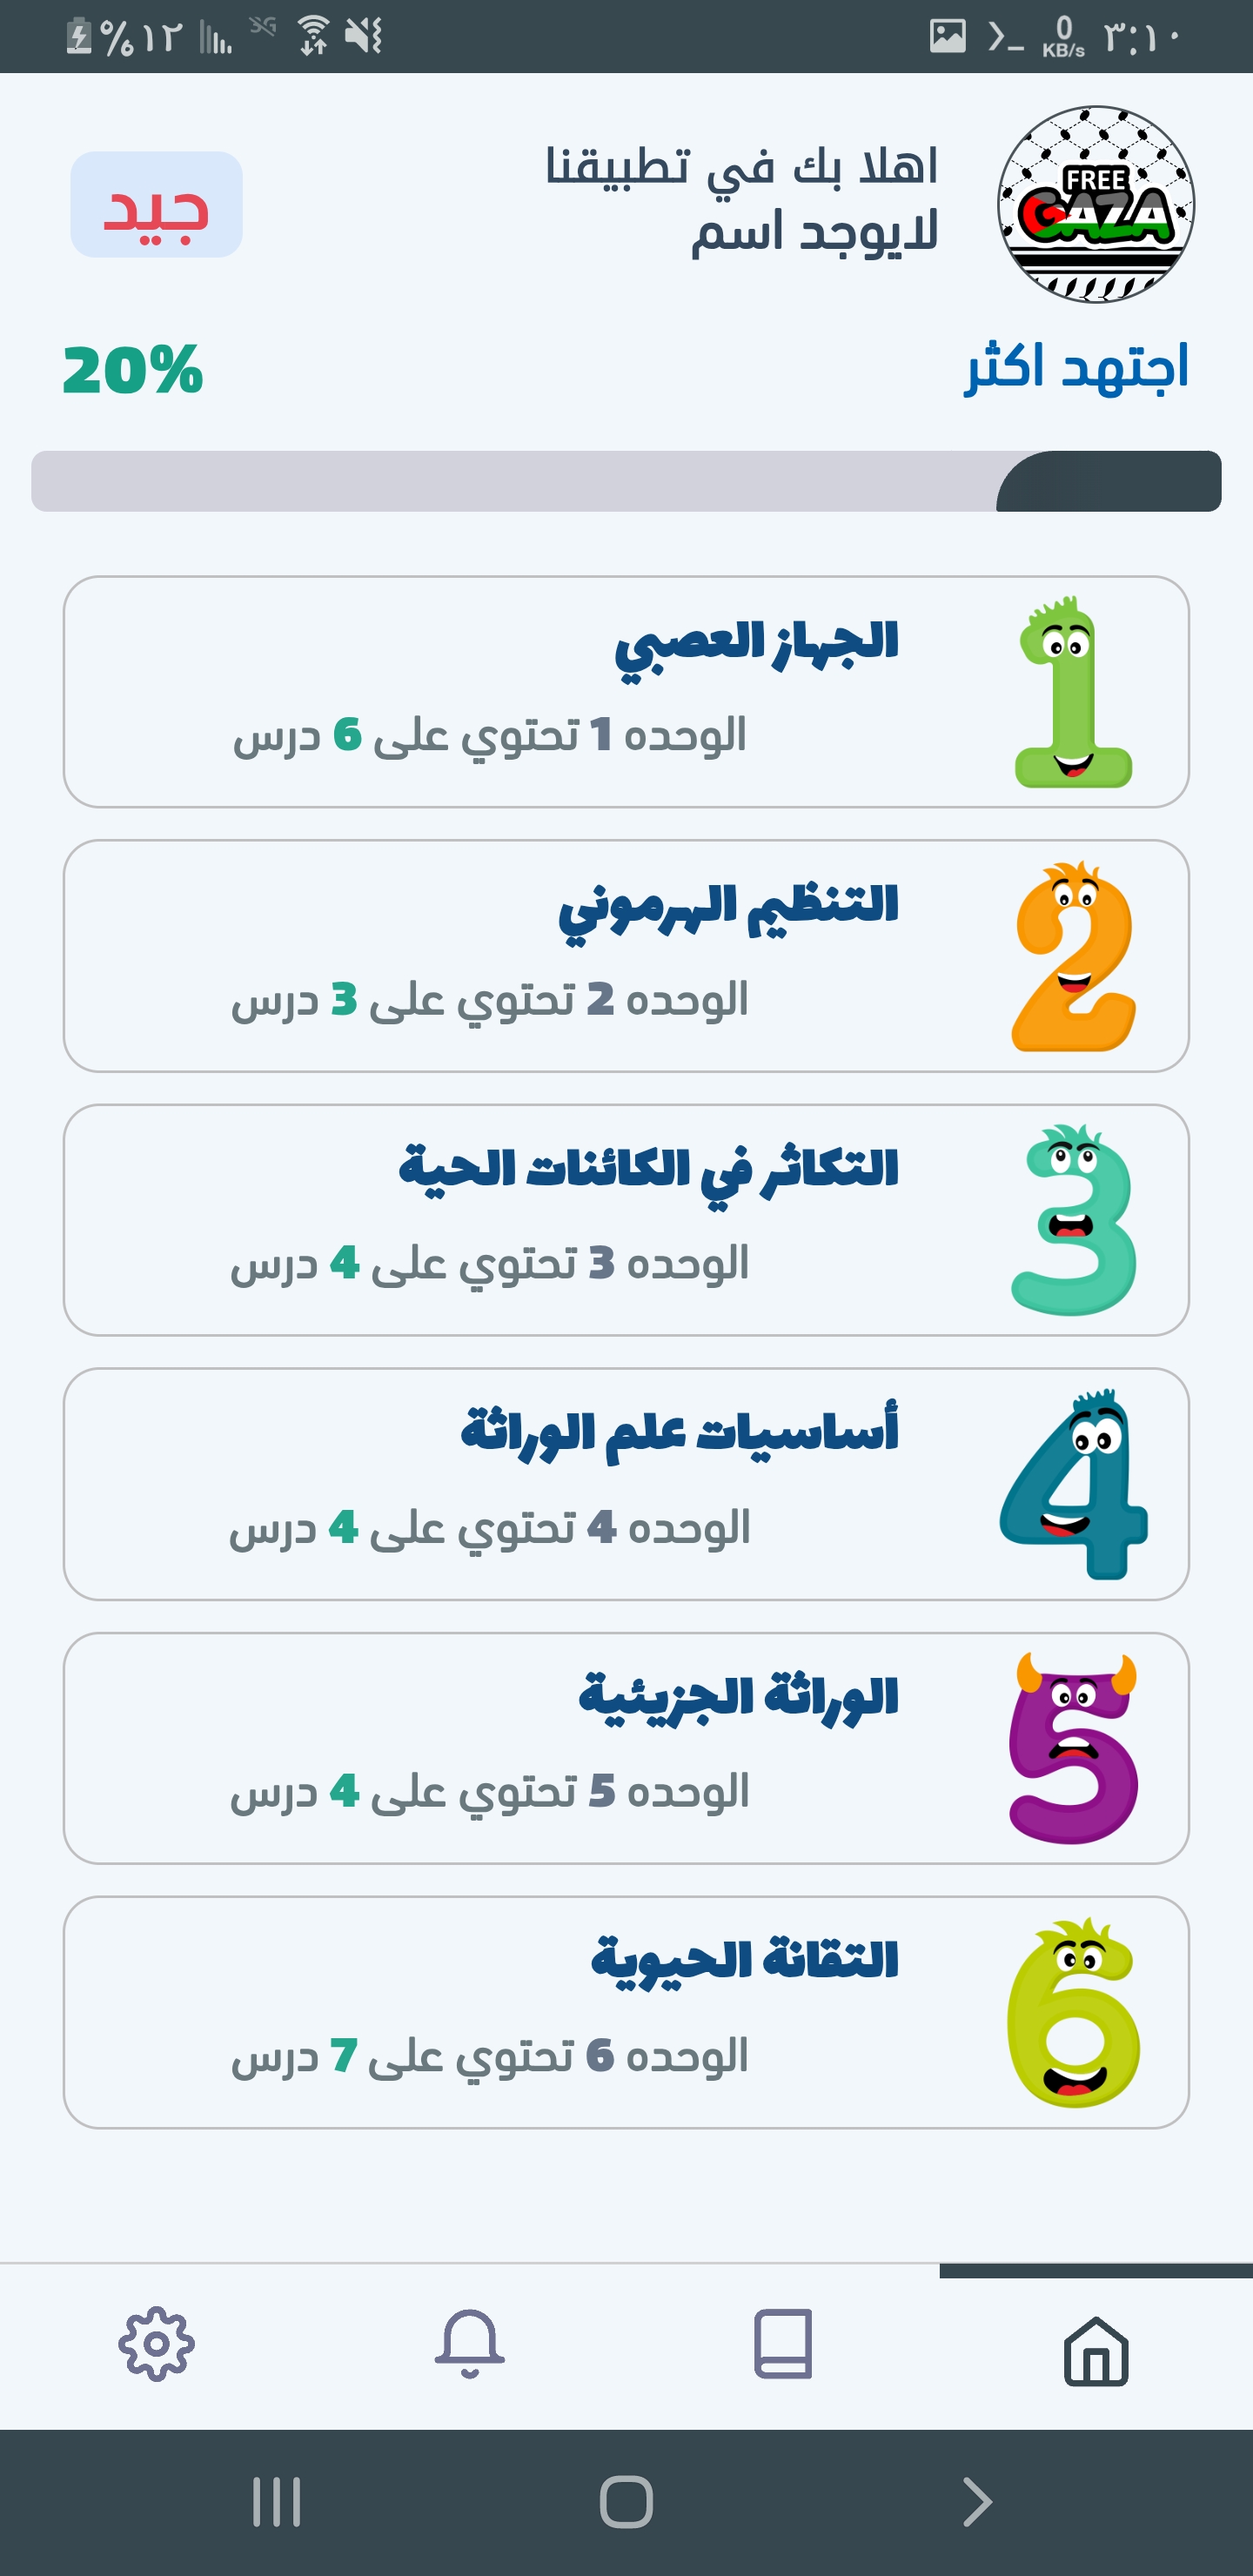 ٣:١٠
0
KB/s
%١٢
3G
FREE
GAZA
اهلا بك في تطبيقنا
لايوجد اسم
جيد
اجتهد اكثر
20%
1
الجهاز العصبي
الوحده 1 تحتوي على 6 درس
2
التنظيم الهرموني
الوحده 2 تحتوي على 3 درس
3
التكاثر في الكائنات الحية
الوحده 3 تحتوي على 4 درس
4
أساسيات علم الوراثة
الوحده 4 تحتوي على 4 درس
5
الوراثة الجزيئية
الوحده 5 تحتوي على 4 درس
6
التقانة الحيوية
الوحده 6 تحتوي على 7 درس